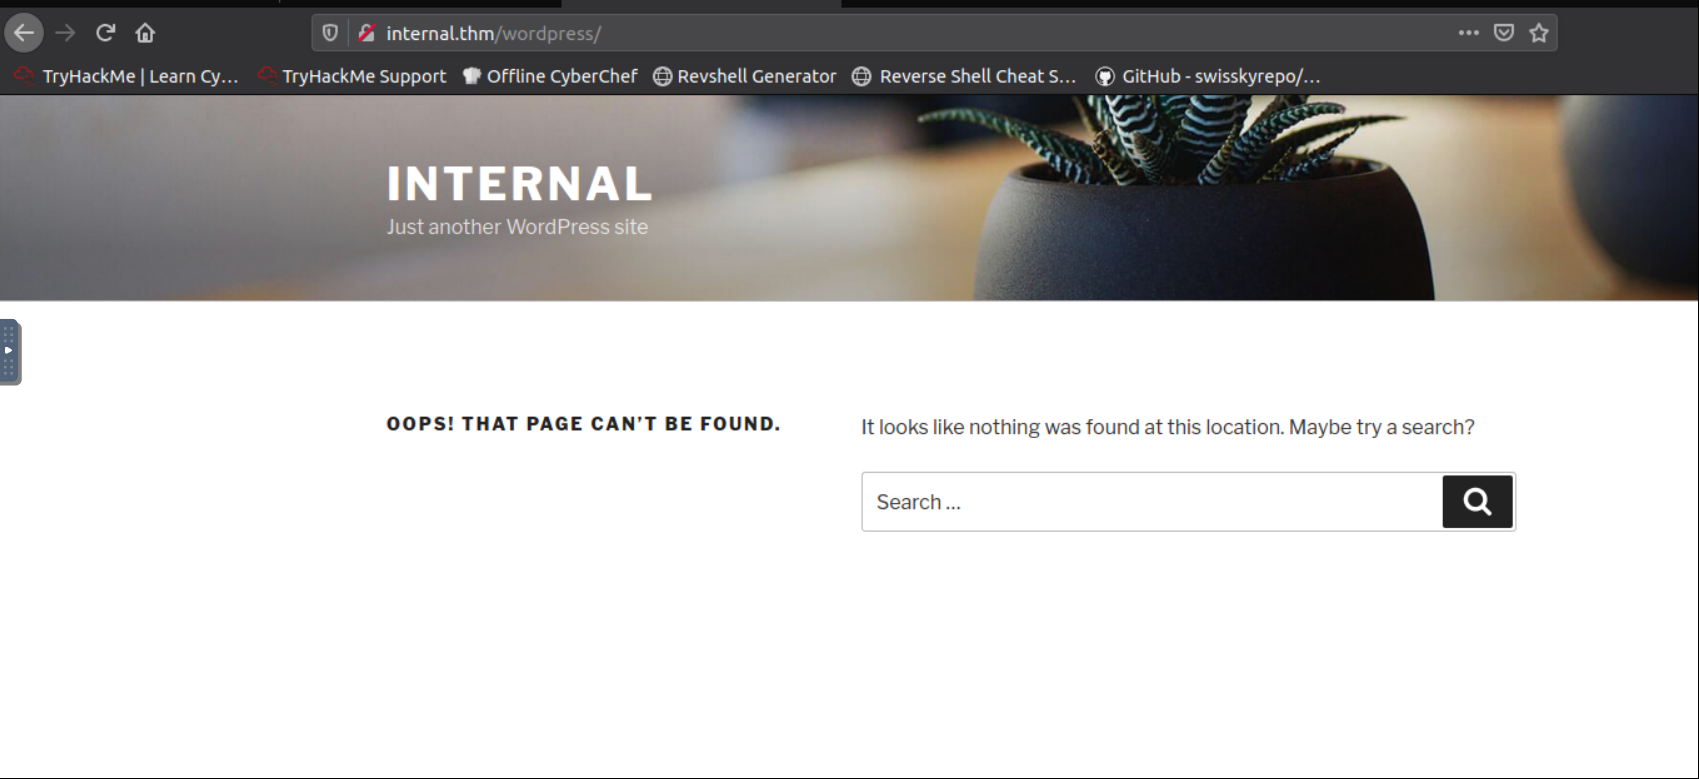 internal.thm/wordpress/
TryHackMe | Learn Cy…
TryHackMe Support
Offline CyberChef
Revshell Generator
Reverse Shell Cheat S…
GitHub - swisskyrepo/…
INTERNAL
Just another WordPress site
OOPS! THAT PAGE CAN’T BE FOUND.
It looks like nothing was found at this location. Maybe try a search?
Search …